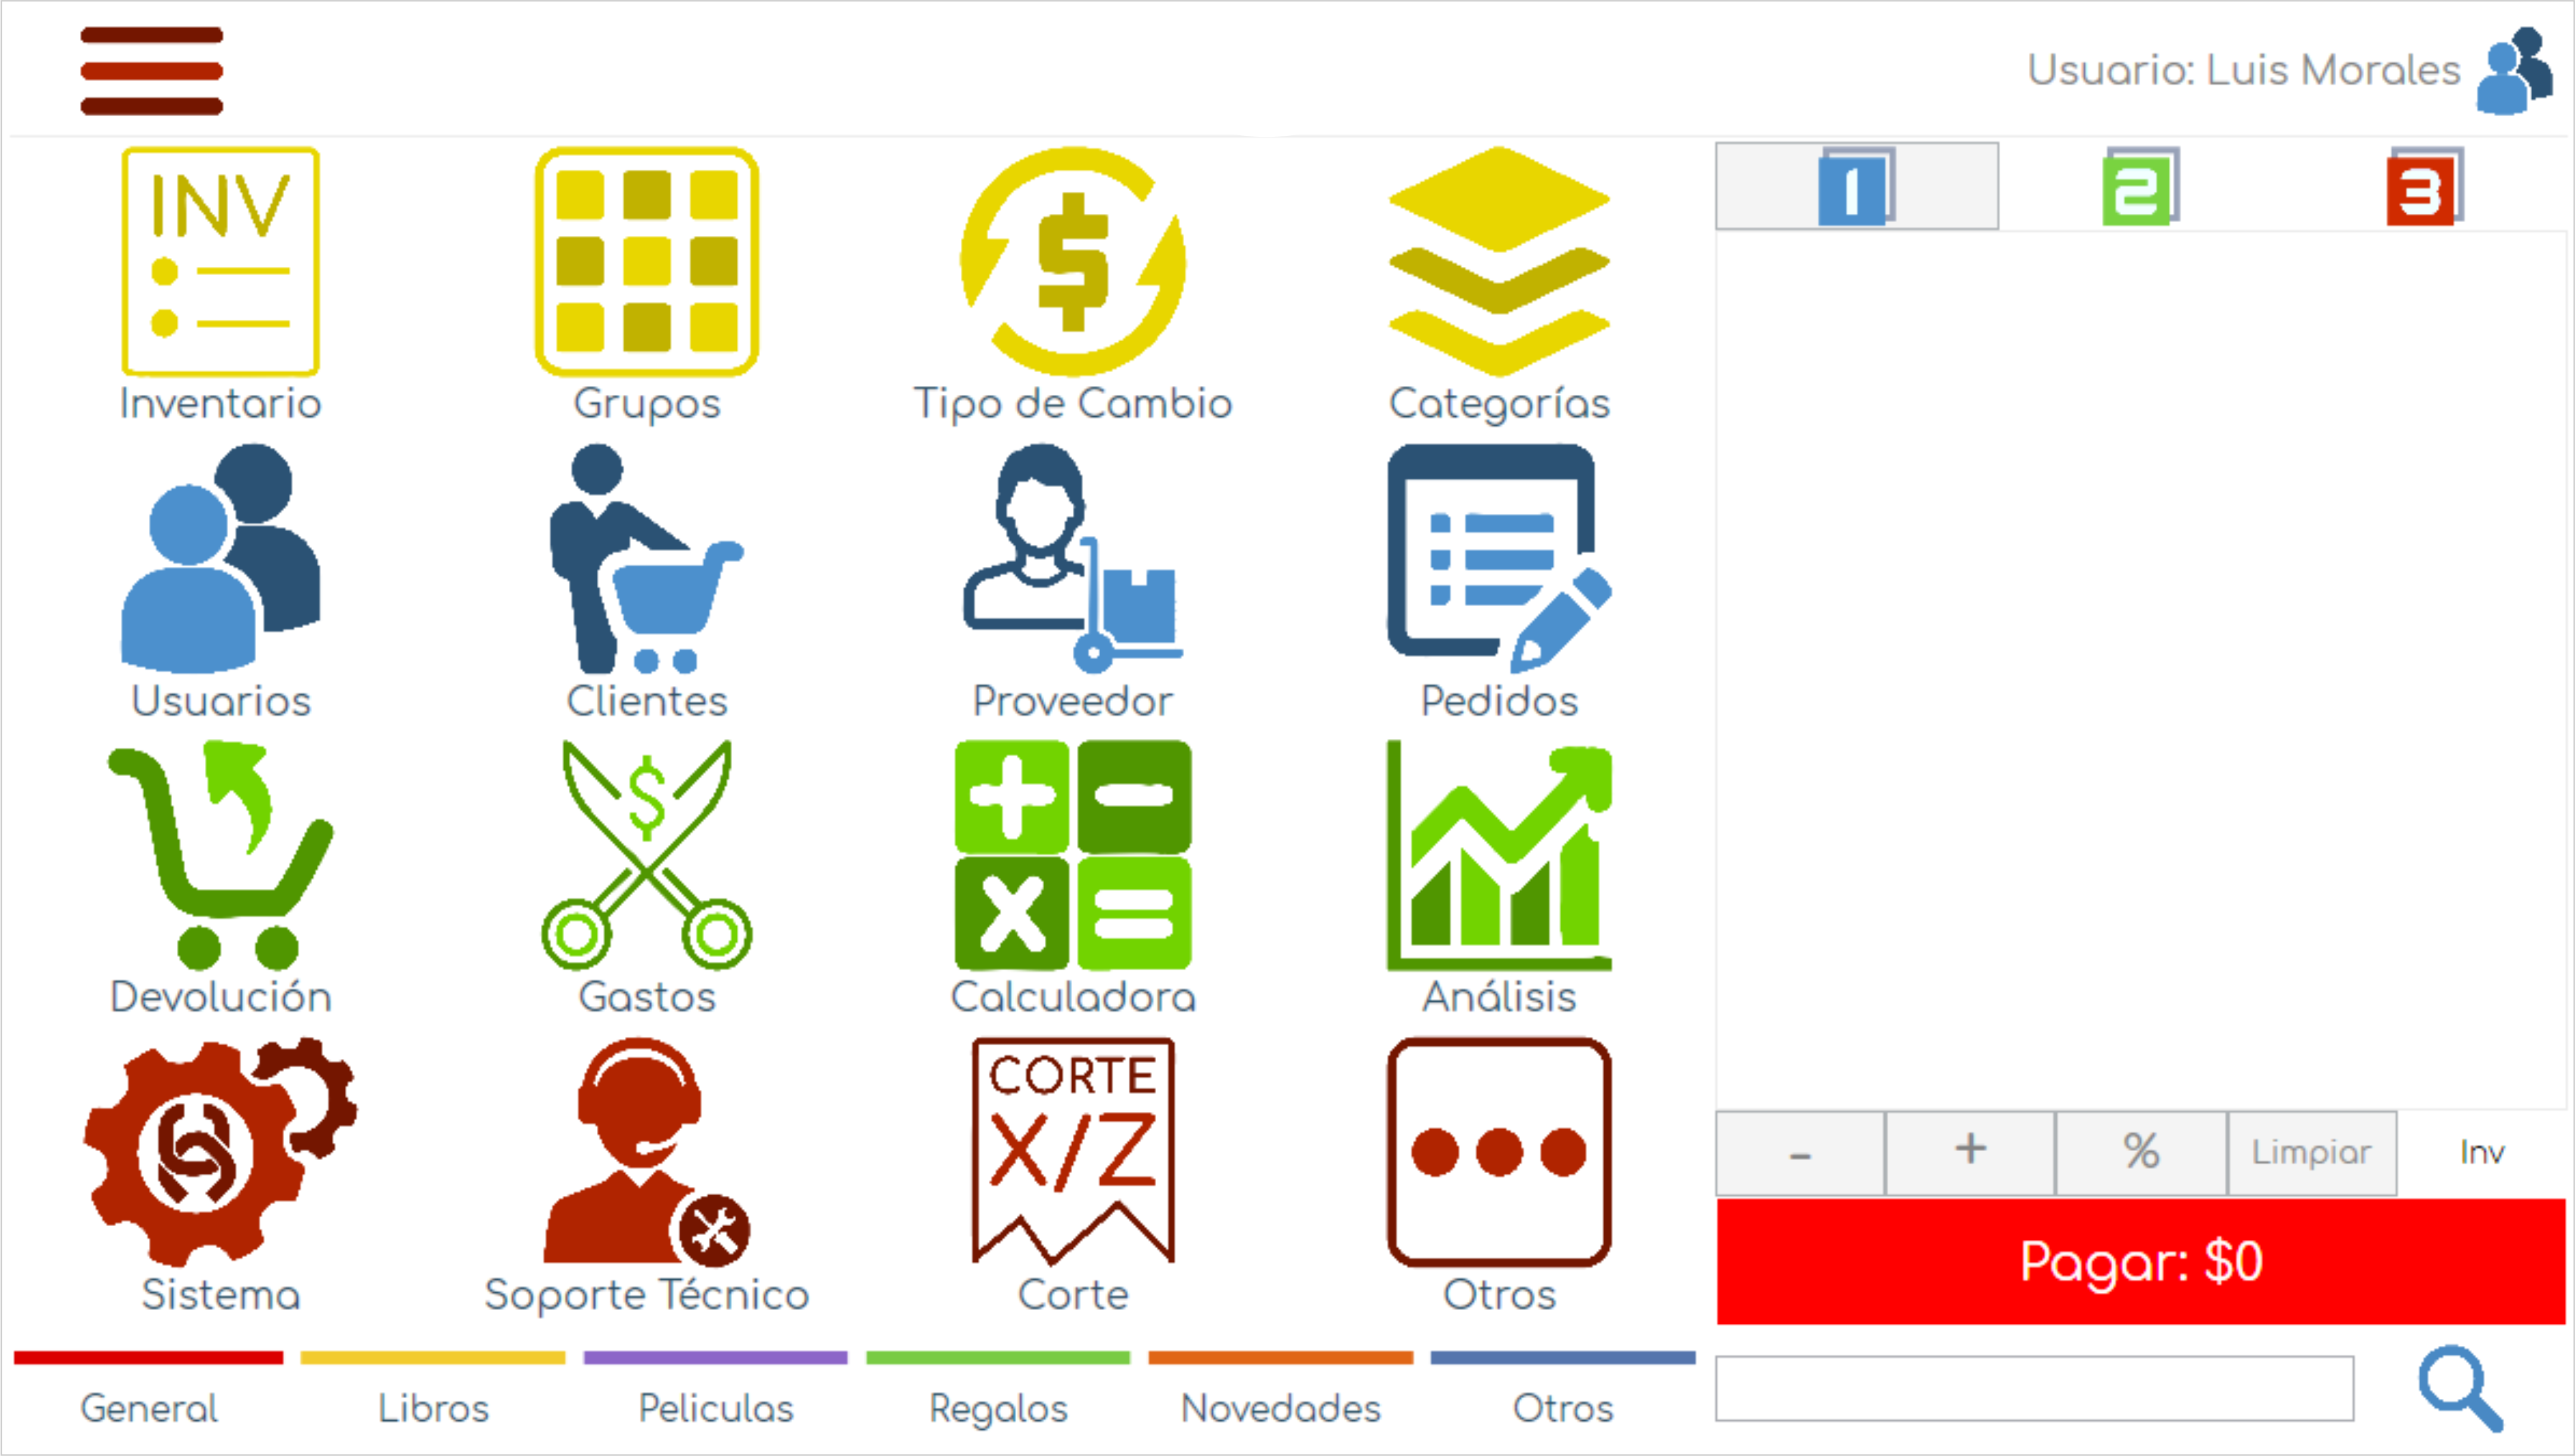 Usuario: Luis Morales
INV
1
2
3
Inventario
Grupos
Tipo de Cambio
Categorías
Usuarios
Clientes
Proveedor
Pedidos
Devolución
Gastos
Calculadora
Análisis
CORTE
X/Z
Sistema
Soporte Técnico
Corte
Otros
-
+
%
Limpiar
Inv
Pagar: $0
General
Libros
Peliculas
Regalos
Novedades
Otros